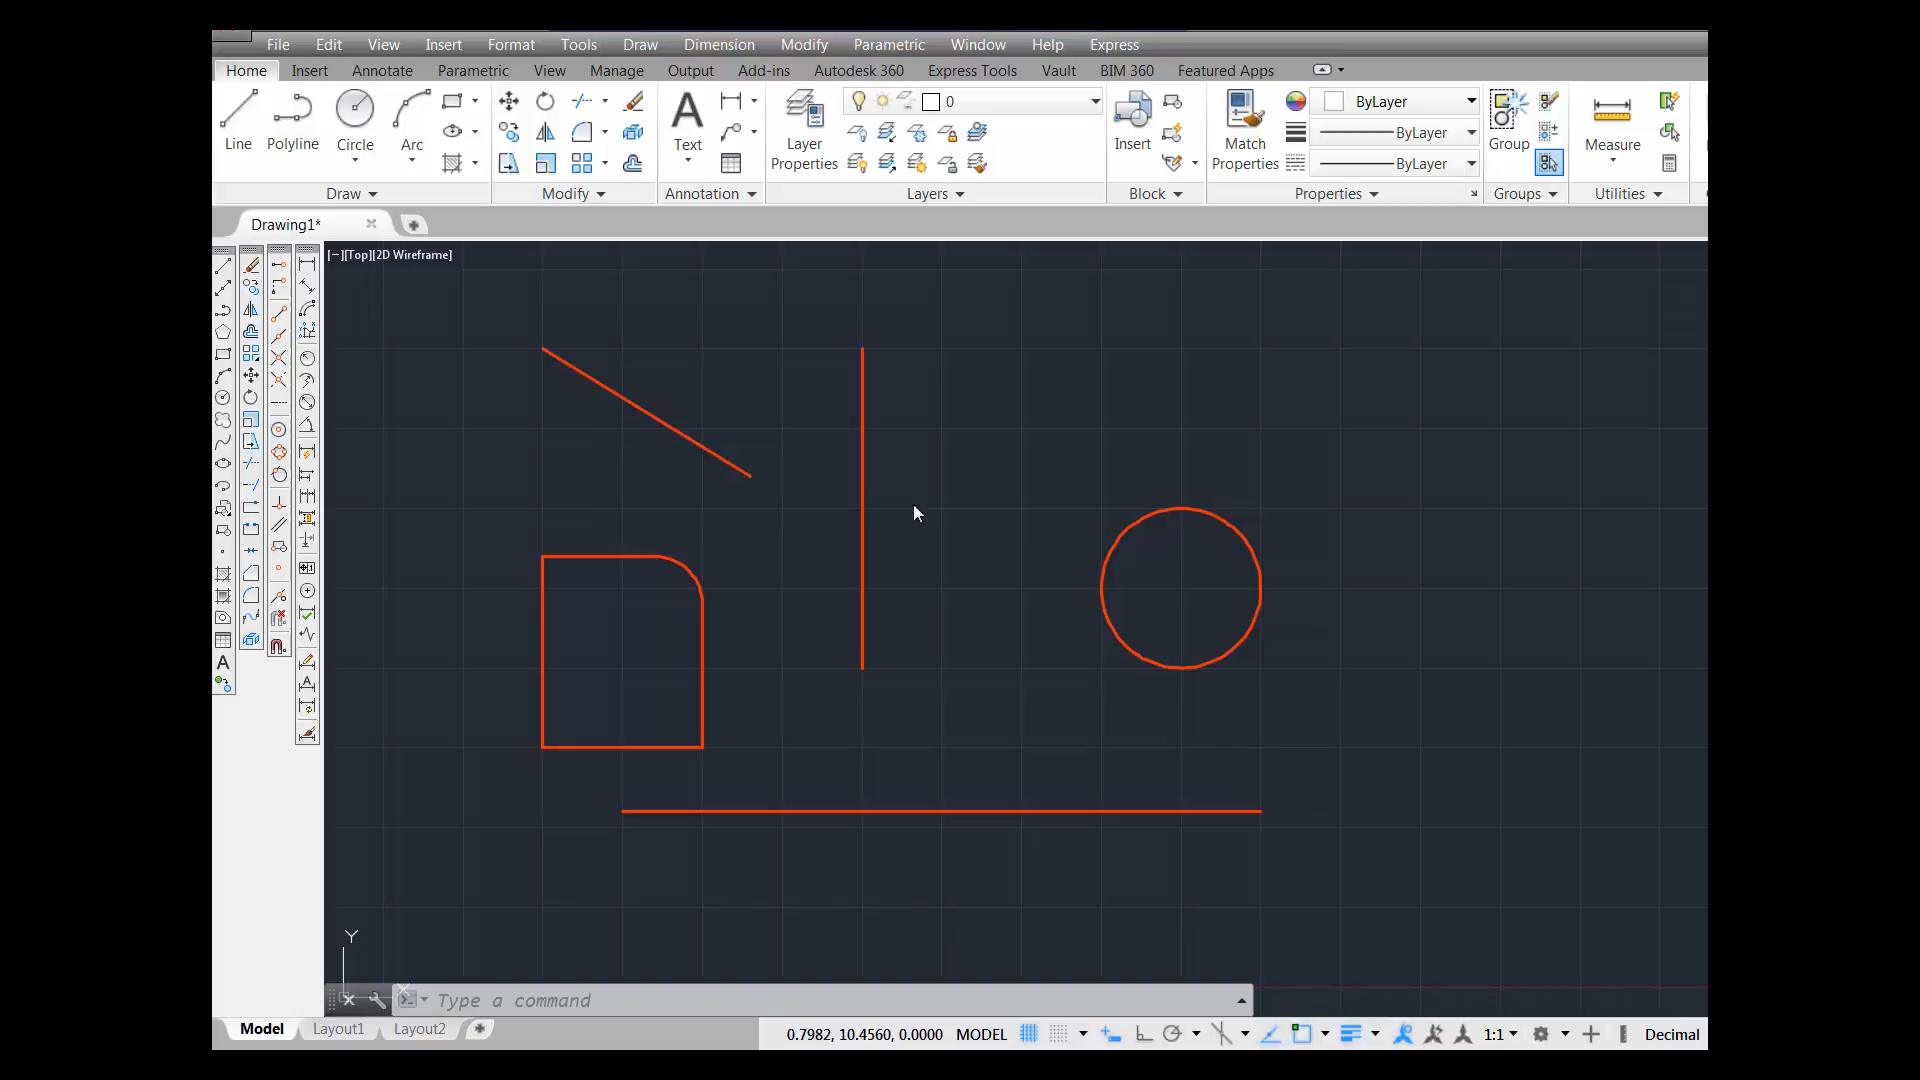 File Edit View Insert Format Tools Draw Dimension Modify Parametric Window Help Express
Home Insert Annotate Parametric View Manage Output Add-ins Autodesk 360 Express Tools Vault BIM 360 Featured Apps
0
ByLayer
ByLayer
ByLayer
Line Polyline Circle Arc
Text
Layer Properties
Insert
Match Properties
Group
Measure
Draw Modify Annotation Layers Block Properties Groups Utilities
Drawing1*
[−][Top][2D Wireframe]
A
Y
X
Type a command
Model Layout1 Layout2
0.7982, 10.4560, 0.0000 MODEL 1:1 Decimal